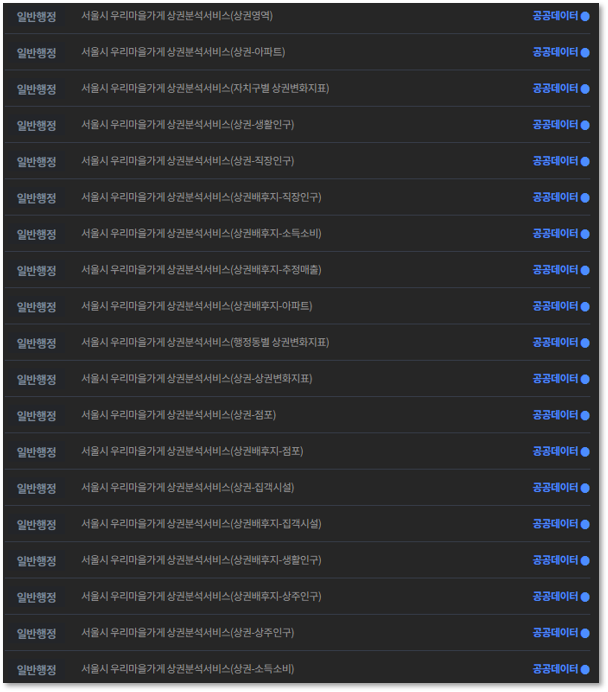 일반행정 서울시 우리마을가게 상권분석서비스(상권영역) 공공데이터
일반행정 서울시 우리마을가게 상권분석서비스(상권-아파트) 공공데이터
일반행정 서울시 우리마을가게 상권분석서비스(자치구별 상권변화지표) 공공데이터
일반행정 서울시 우리마을가게 상권분석서비스(상권-생활인구) 공공데이터
일반행정 서울시 우리마을가게 상권분석서비스(상권-직장인구) 공공데이터
일반행정 서울시 우리마을가게 상권분석서비스(상권배후지-직장인구) 공공데이터
일반행정 서울시 우리마을가게 상권분석서비스(상권배후지-소득소비) 공공데이터
일반행정 서울시 우리마을가게 상권분석서비스(상권배후지-추정매출) 공공데이터
일반행정 서울시 우리마을가게 상권분석서비스(상권배후지-아파트) 공공데이터
일반행정 서울시 우리마을가게 상권분석서비스(행정동별 상권변화지표) 공공데이터
일반행정 서울시 우리마을가게 상권분석서비스(상권-상권변화지표) 공공데이터
일반행정 서울시 우리마을가게 상권분석서비스(상권-점포) 공공데이터
일반행정 서울시 우리마을가게 상권분석서비스(상권배후지-점포) 공공데이터
일반행정 서울시 우리마을가게 상권분석서비스(상권-집객시설) 공공데이터
일반행정 서울시 우리마을가게 상권분석서비스(상권배후지-집객시설) 공공데이터
일반행정 서울시 우리마을가게 상권분석서비스(상권배후지-생활인구) 공공데이터
일반행정 서울시 우리마을가게 상권분석서비스(상권배후지-상주인구) 공공데이터
일반행정 서울시 우리마을가게 상권분석서비스(상권-상주인구) 공공데이터
일반행정 서울시 우리마을가게 상권분석서비스(상권-소득소비) 공공데이터